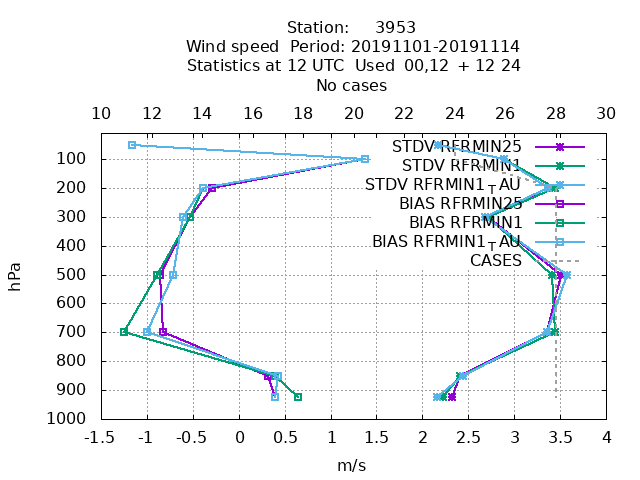 Station: 3953
Wind speed Period: 20191101-20191114
Statistics at 12 UTC Used 00,12 + 12 24
No cases
10 12 14 16 18 20 22 24 26 28 30
STDV RFRMIN25
STDV RFRMIN1
STDV RFRMIN1TAU
BIAS RFRMIN25
BIAS RFRMIN1
BIAS RFRMIN1TAU
CASES
hPa
100
200
300
400
500
600
700
800
900
1000
-1.5 -1 -0.5 0 0.5 1 1.5 2 2.5 3 3.5 4
m/s